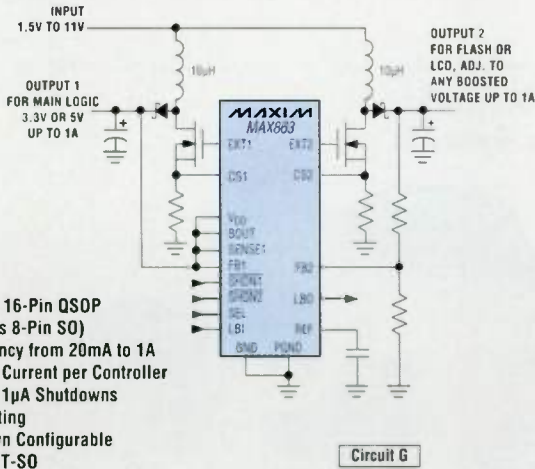 INPUT
1.5V TO 11V
OUTPUT 2
FOR FLASH OR
LCD, ADJ. TO
ANY BOOSTED
VOLTAGE UP TO 1A
10µH
OUTPUT 1
FOR MAIN LOGIC
3.3V OR 5V
UP TO 1A
MAXIM
MAX863
EXT1
EXT2
CS1
CS2
VDD
BOUT
SENSE1
FB1
FB2
SHDN1
SHDN2
LBO
SEL
LBI
REF
GND
PGND
16-Pin QSOP
s 8-Pin SO)
ncy from 20mA to 1A
Current per Controller
1µA Shutdowns
ting
n Configurable
T-SO
Circuit G